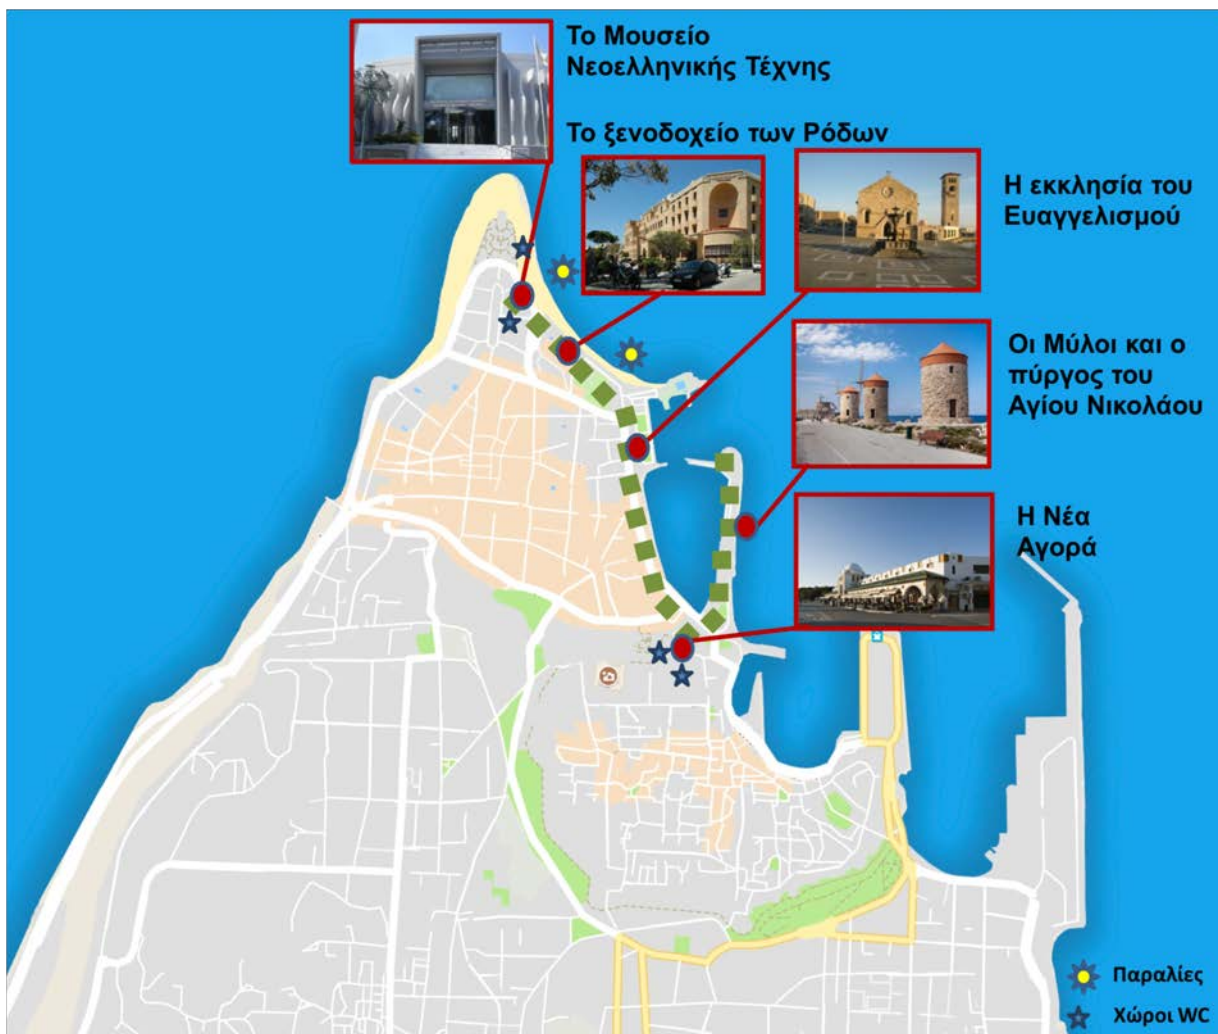 Το Μουσείο
Νεοελληνικής Τέχνης
Το ξενοδοχείο των Ρόδων
Η εκκλησία του
Ευαγγελισμού
Οι Μύλοι και ο
πύργος του
Αγίου Νικολάου
Η Νέα
Αγορά
Παραλίες
Χώροι WC